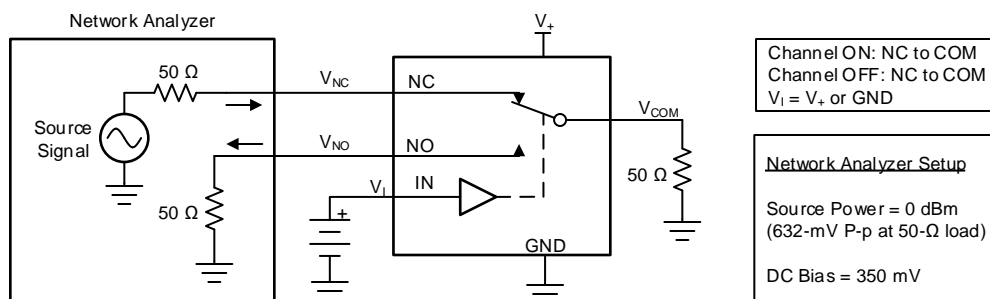 Network Analyzer
V+
50 Ω
VNC
NC
Source
Signal
VNO
NO
VCOM
50 Ω
VI
IN
+
50 Ω
GND
Channel ON: NC to COM
Channel OFF: NC to COM
VI = V+ or GND
Network Analyzer Setup
Source Power = 0 dBm
(632-mV P-p at 50-Ω load)
DC Bias = 350 mV